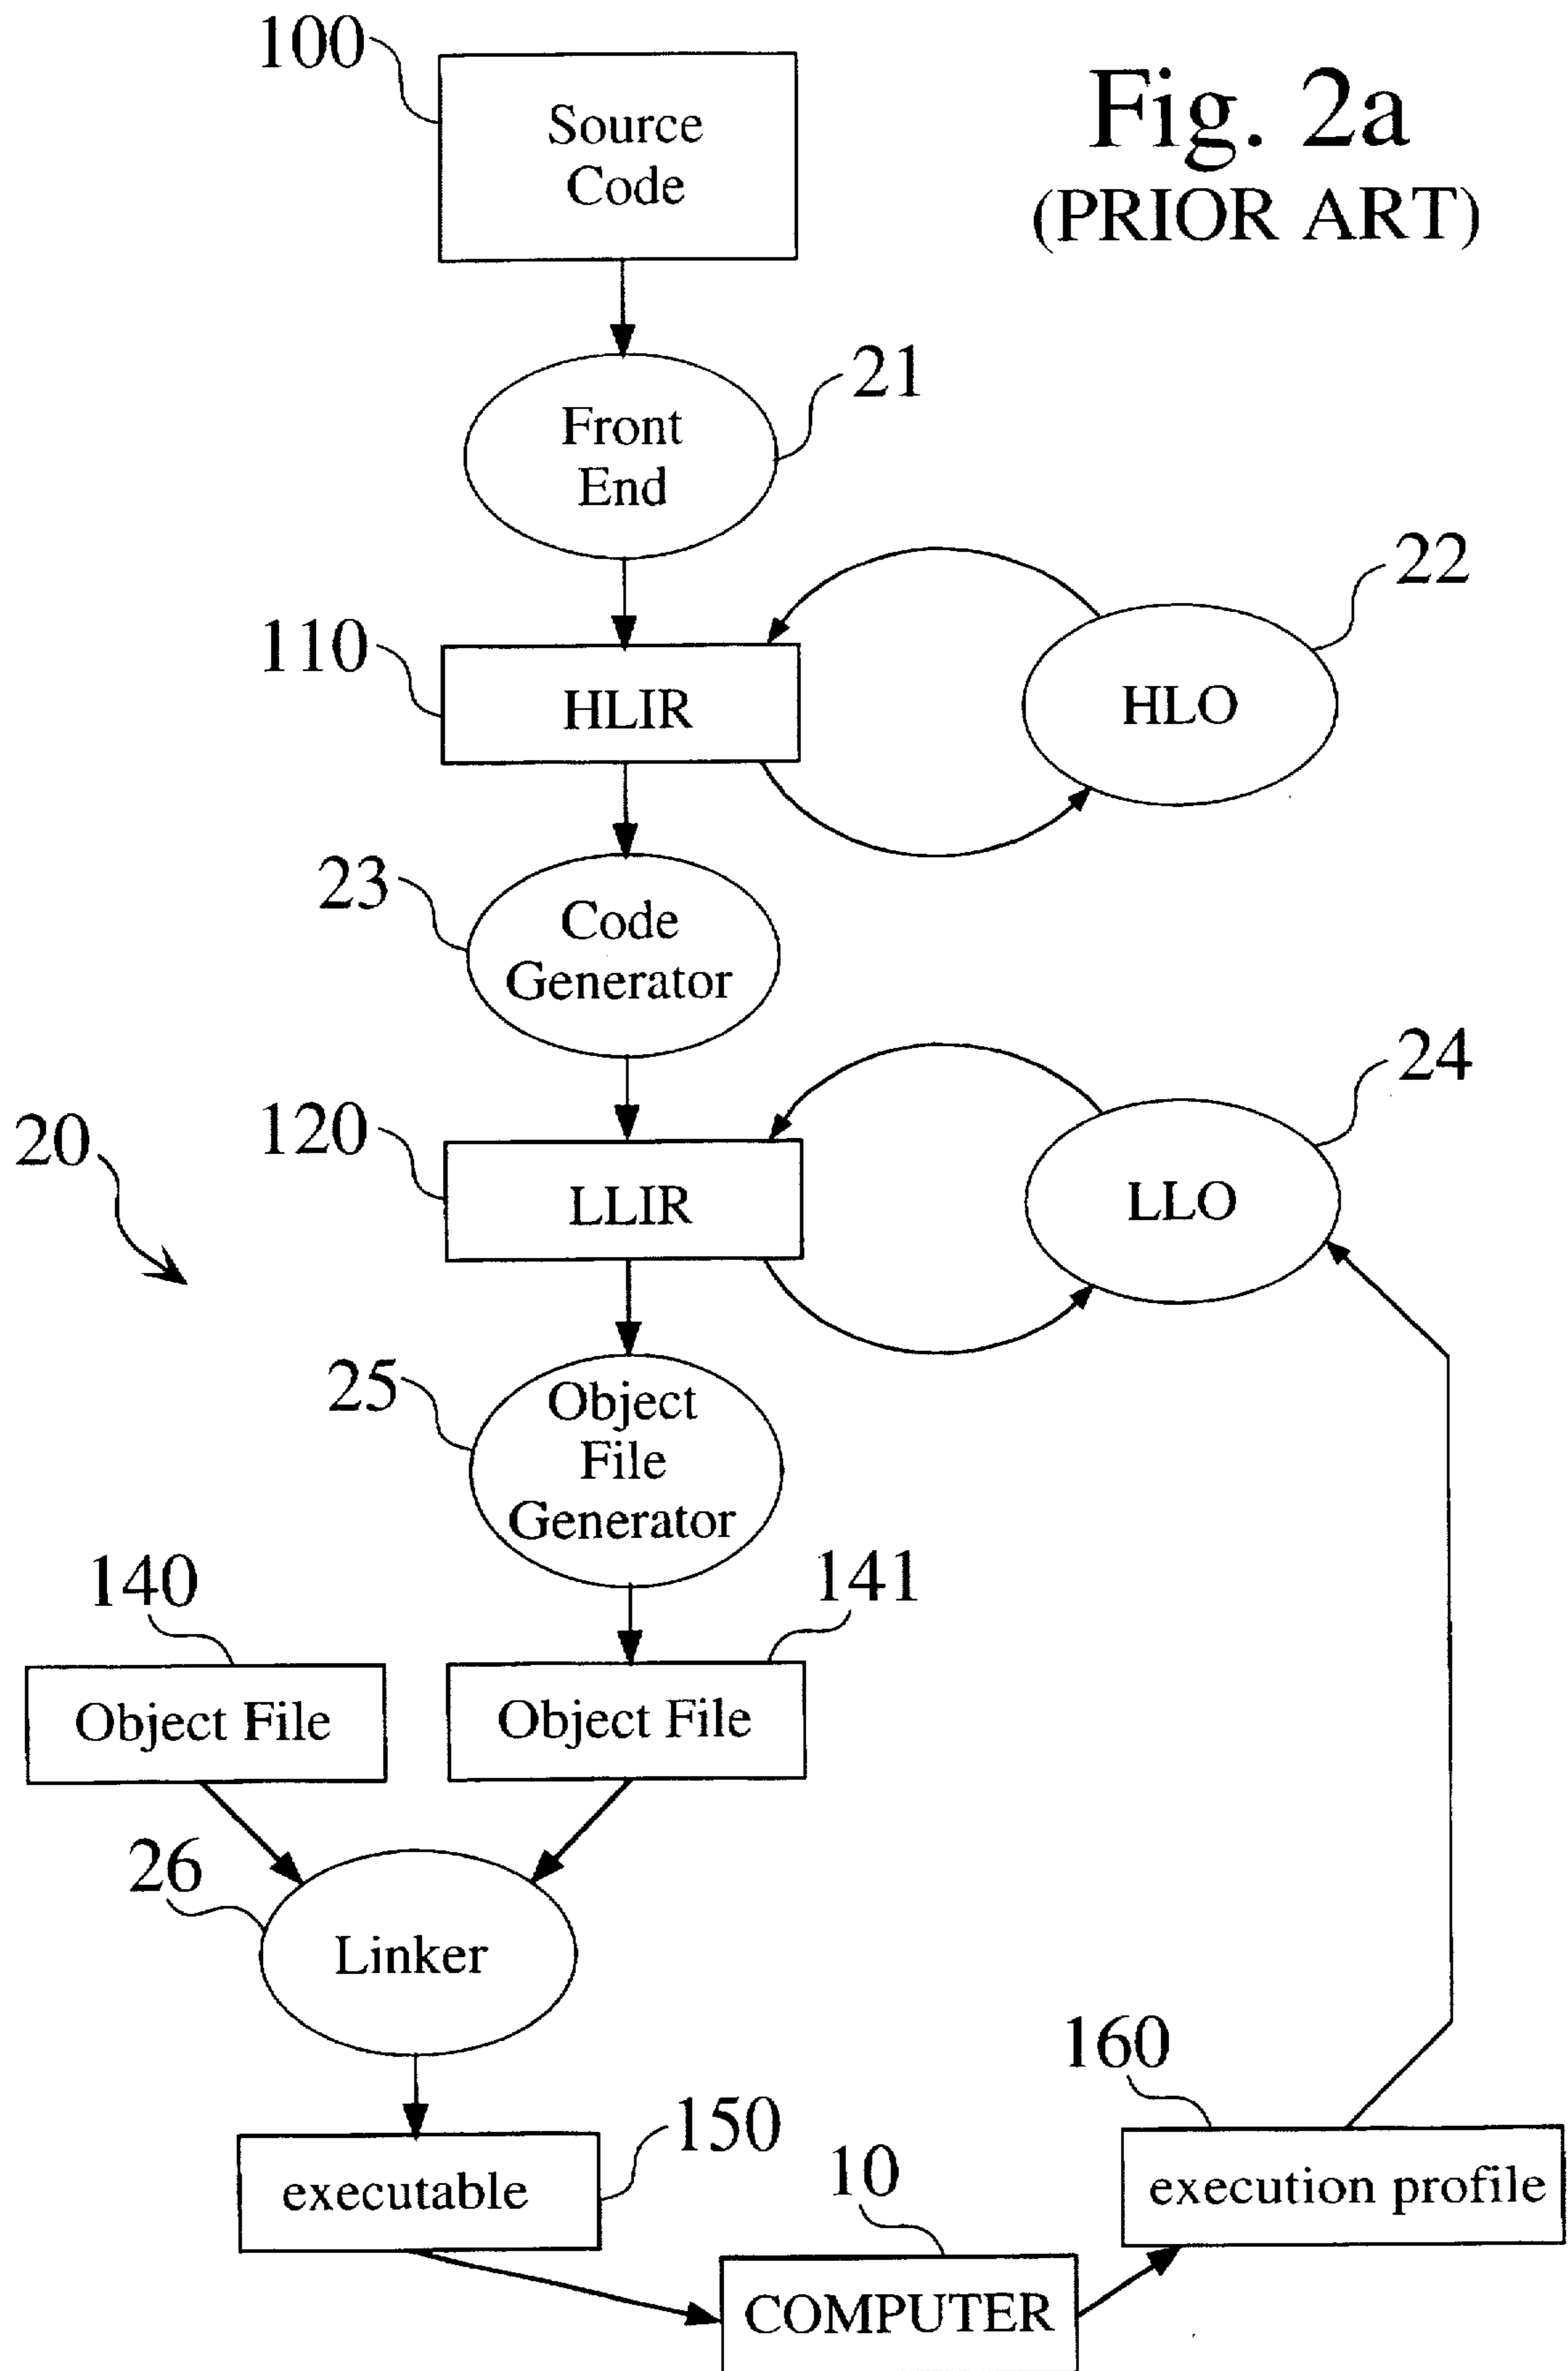 100
Source
Code
Fig. 2a
(PRIOR ART)
21
Front
End
22
110
HLIR
HLO
23
Code
Generator
24
20
120
LLIR
LLO
25
Object
File
Generator
140
141
Object File
Object File
26
Linker
160
150
executable
10
execution profile
COMPUTER